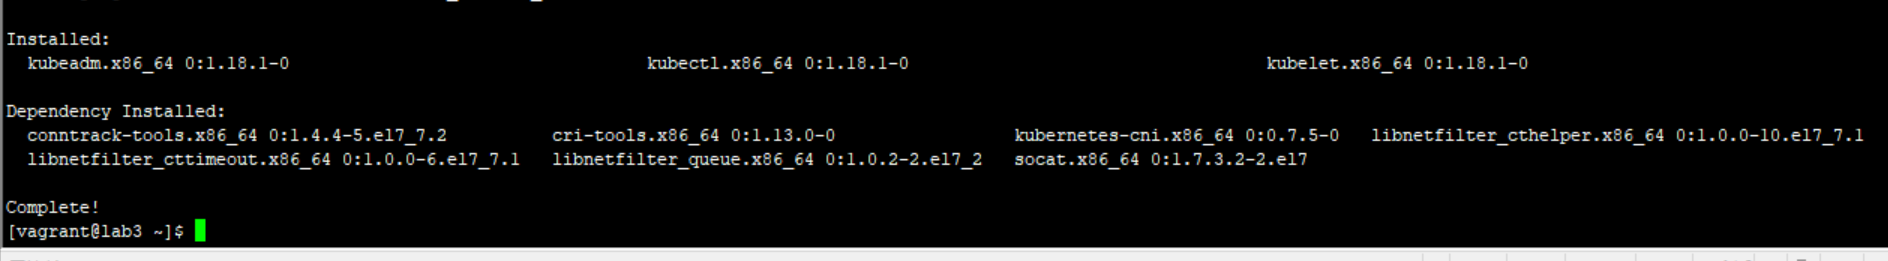 Installed:
kubeadm.x86_64 0:1.18.1-0 kubectl.x86_64 0:1.18.1-0 kubelet.x86_64 0:1.18.1-0
Dependency Installed:
conntrack-tools.x86_64 0:1.4.4-5.el7_7.2 cri-tools.x86_64 0:1.13.0-0 kubernetes-cni.x86_64 0:0.7.5-0 libnetfilter_cthelper.x86_64 0:1.0.0-10.el7_7.1
libnetfilter_cttimeout.x86_64 0:1.0.0-6.el7_7.1 libnetfilter_queue.x86_64 0:1.0.2-2.el7_2 socat.x86_64 0:1.7.3.2-2.el7
Complete!
[vagrant@lab3 ~]$